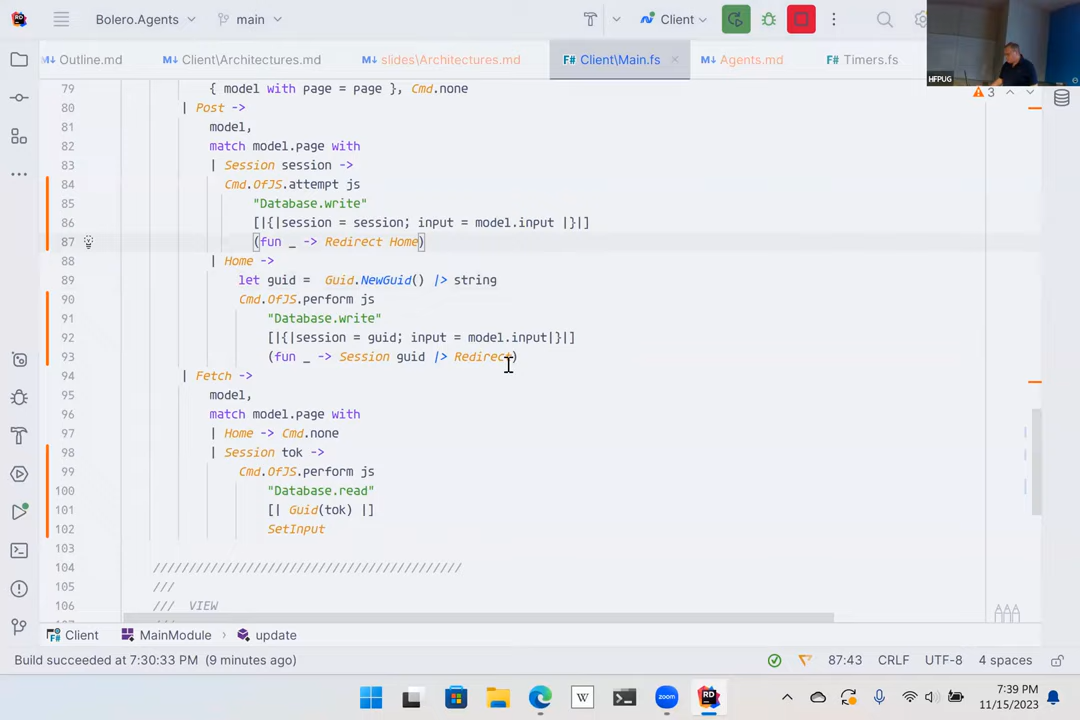 Bolero.Agents main Client
Outline.md Client\Architectures.md slides\Architectures.md Client\Main.fs Agents.md Timers.fs
HFPUG
3
79 { model with page = page }, Cmd.none
80 | Post ->
81 model,
82 match model.page with
83 | Session session ->
84 Cmd.OfJS.attempt js
85 "Database.write"
86 [|{|session = session; input = model.input |}|]
87 (fun _ -> Redirect Home)
88 | Home ->
89 let guid =  Guid.NewGuid() |> string
90 Cmd.OfJS.perform js
91 "Database.write"
92 [|{|session = guid; input = model.input|}|]
93 (fun _ -> Session guid |> Redirect)
94 | Fetch ->
95 model,
96 match model.page with
97 | Home -> Cmd.none
98 | Session tok ->
99 Cmd.OfJS.perform js
100 "Database.read"
101 [| Guid(tok) |]
102 SetInput
103
104 ///////////////////////////////////////////
105 ///
106 /// VIEW
Client MainModule update
Build succeeded at 7:30:33 PM (9 minutes ago) 87:43 CRLF UTF-8 4 spaces
7:39 PM
11/15/2023